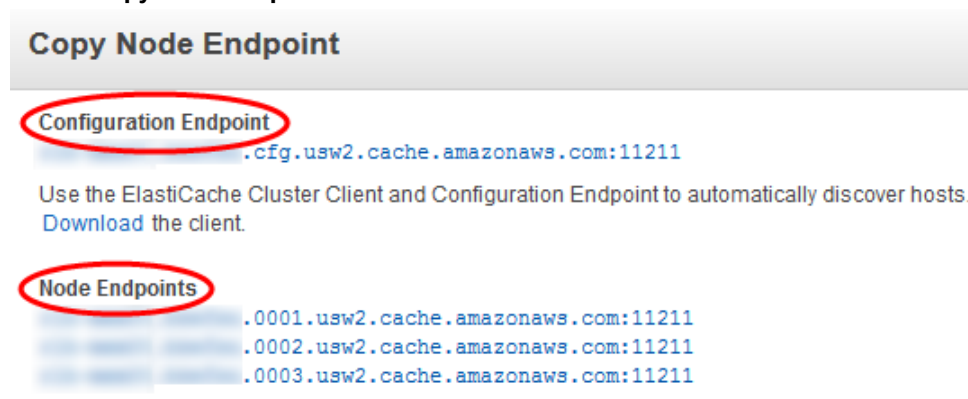 Copy Node Endpoint
Configuration Endpoint
.cfg.usw2.cache.amazonaws.com:11211
Use the ElastiCache Cluster Client and Configuration Endpoint to automatically discover hosts.
Download the client.
Node Endpoints
.0001.usw2.cache.amazonaws.com:11211
.0002.usw2.cache.amazonaws.com:11211
.0003.usw2.cache.amazonaws.com:11211